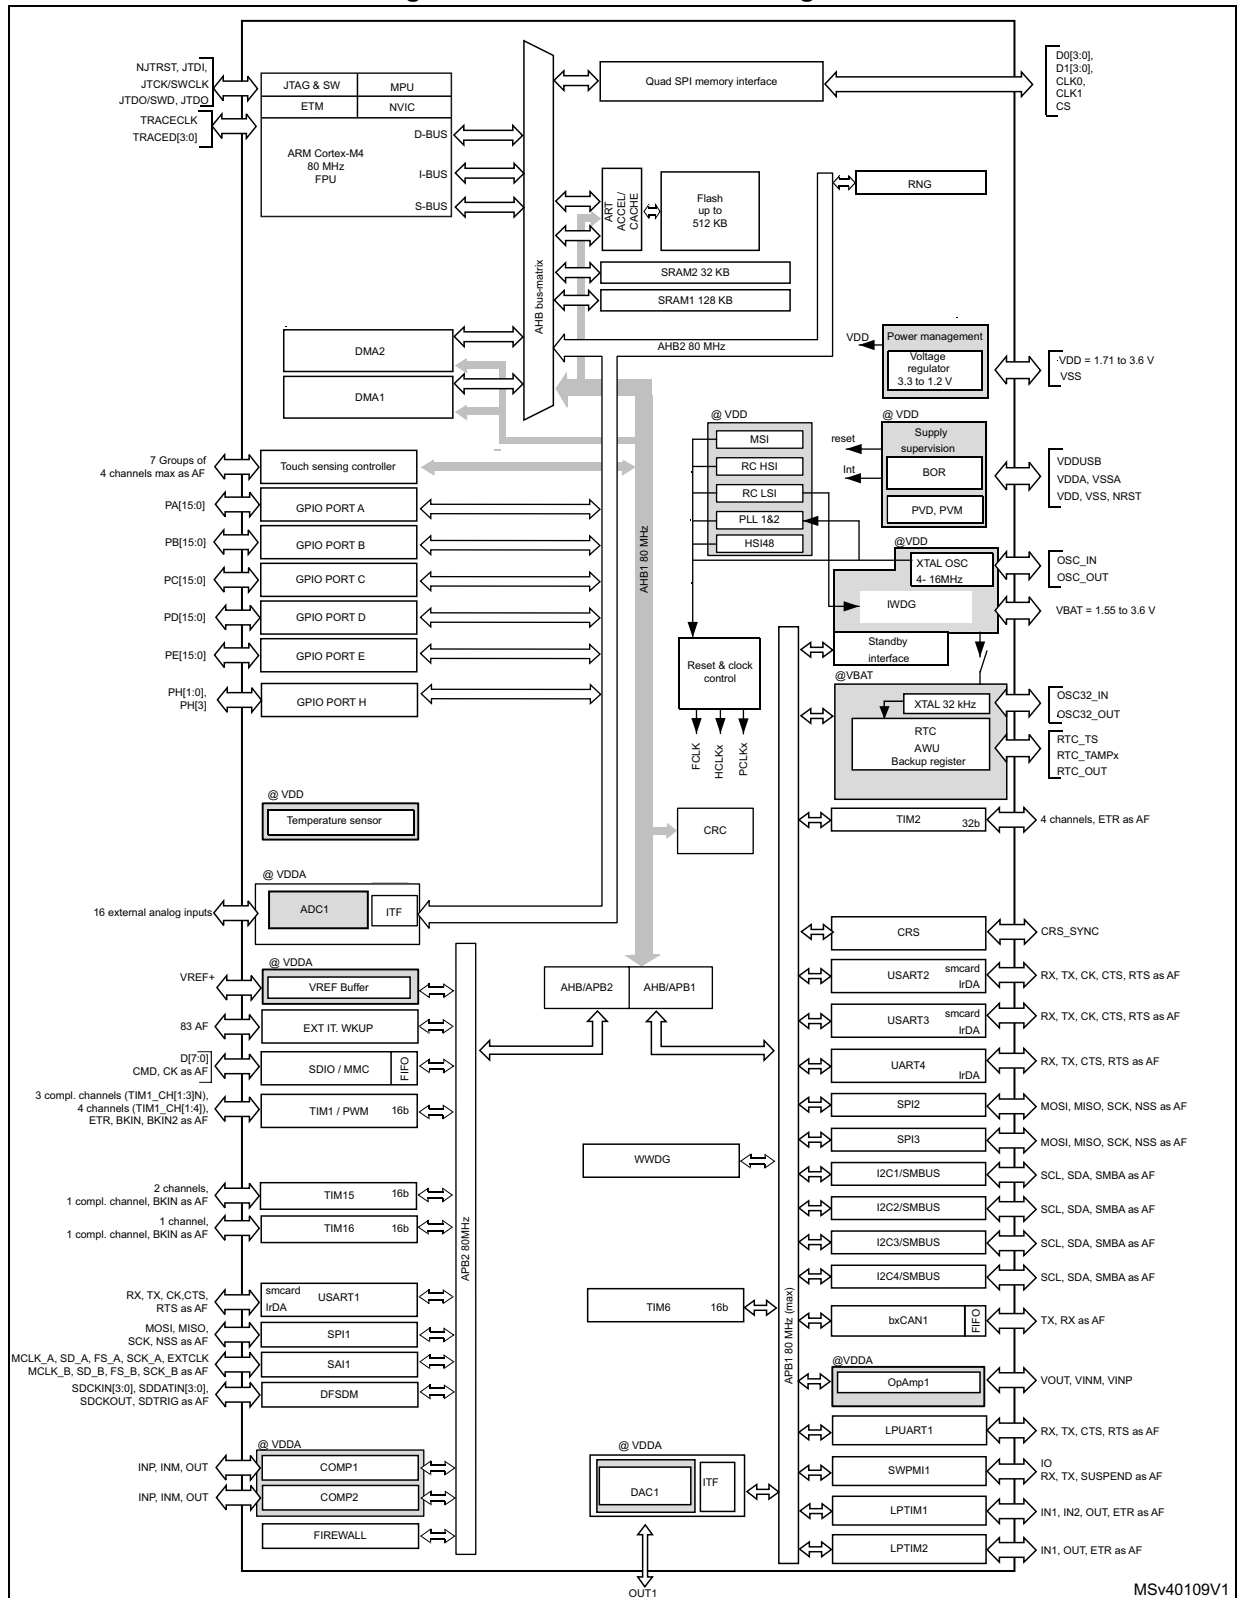 NJTRST, JTDI,
JTCK/SWCLK
JTDO/SWD, JTDO
TRACECLK
TRACED[3:0]
JTAG & SW
MPU
ETM
NVIC
ARM Cortex-M4
80 MHz
FPU
D-BUS
I-BUS
S-BUS
AHB bus-matrix
Quad SPI memory interface
D0[3:0],
D1[3:0],
CLK0,
CLK1
CS
ART
ACCEL/
CACHE
Flash
up to
512 KB
RNG
SRAM2 32 KB
SRAM1 128 KB
AHB2 80 MHz
DMA2
DMA1
VDD
Power management
Voltage
regulator
3.3 to 1.2 V
VDD = 1.71 to 3.6 V
VSS
@ VDD
MSI
RC HSI
RC LSI
PLL 1&2
HSI48
@ VDD
reset
Int
Supply
supervision
BOR
PVD, PVM
VDDUSB
VDDA, VSSA
VDD, VSS, NRST
7 Groups of
4 channels max as AF
Touch sensing controller
PA[15:0]
GPIO PORT A
PB[15:0]
GPIO PORT B
PC[15:0]
GPIO PORT C
PD[15:0]
GPIO PORT D
PE[15:0]
GPIO PORT E
PH[1:0],
PH[3]
GPIO PORT H
AHB1 80 MHz
@VDD
XTAL OSC
4- 16MHz
IWDG
OSC_IN
OSC_OUT
VBAT = 1.55 to 3.6 V
Standby
interface
Reset & clock
control
FCLK
HCLKx
PCLKx
@VBAT
XTAL 32 kHz
RTC
AWU
Backup register
OSC32_IN
OSC32_OUT
RTC_TS
RTC_TAMPx
RTC_OUT
@ VDD
Temperature sensor
CRC
TIM2
32b
4 channels, ETR as AF
@ VDDA
16 external analog inputs
ADC1
ITF
CRS
CRS_SYNC
@ VDDA
VREF+
VREF Buffer
AHB/APB2
AHB/APB1
USART2
smcard
IrDA
RX, TX, CK, CTS, RTS as AF
83 AF
EXT IT. WKUP
USART3
smcard
IrDA
RX, TX, CK, CTS, RTS as AF
D[7:0]
CMD, CK as AF
SDIO / MMC
FIFO
UART4
IrDA
RX, TX, CTS, RTS as AF
3 compl. channels (TIM1_CH[1:3]N),
4 channels (TIM1_CH[1:4]),
ETR, BKIN, BKIN2 as AF
TIM1 / PWM
16b
SPI2
MOSI, MISO, SCK, NSS as AF
SPI3
MOSI, MISO, SCK, NSS as AF
WWDG
I2C1/SMBUS
SCL, SDA, SMBA as AF
2 channels,
1 compl. channel, BKIN as AF
TIM15
16b
I2C2/SMBUS
SCL, SDA, SMBA as AF
1 channel,
1 compl. channel, BKIN as AF
TIM16
16b
APB2 80MHz
I2C3/SMBUS
SCL, SDA, SMBA as AF
I2C4/SMBUS
SCL, SDA, SMBA as AF
RX, TX, CK,CTS,
RTS as AF
smcard
IrDA
USART1
TIM6
16b
APB1 80 MHz (max)
bxCAN1
FIFO
TX, RX as AF
MOSI, MISO,
SCK, NSS as AF
SPI1
MCLK_A, SD_A, FS_A, SCK_A, EXTCLK
MCLK_B, SD_B, FS_B, SCK_B as AF
SAI1
SDCKIN[3:0], SDDATIN[3:0],
SDCKOUT, SDTRIG as AF
DFSDM
@VDDA
OpAmp1
VOUT, VINM, VINP
LPUART1
RX, TX, CTS, RTS as AF
@ VDDA
INP, INM, OUT
COMP1
INP, INM, OUT
COMP2
FIREWALL
@ VDDA
DAC1
ITF
OUT1
SWPMI1
IO
RX, TX, SUSPEND as AF
LPTIM1
IN1, IN2, OUT, ETR as AF
LPTIM2
IN1, OUT, ETR as AF
MSv40109V1